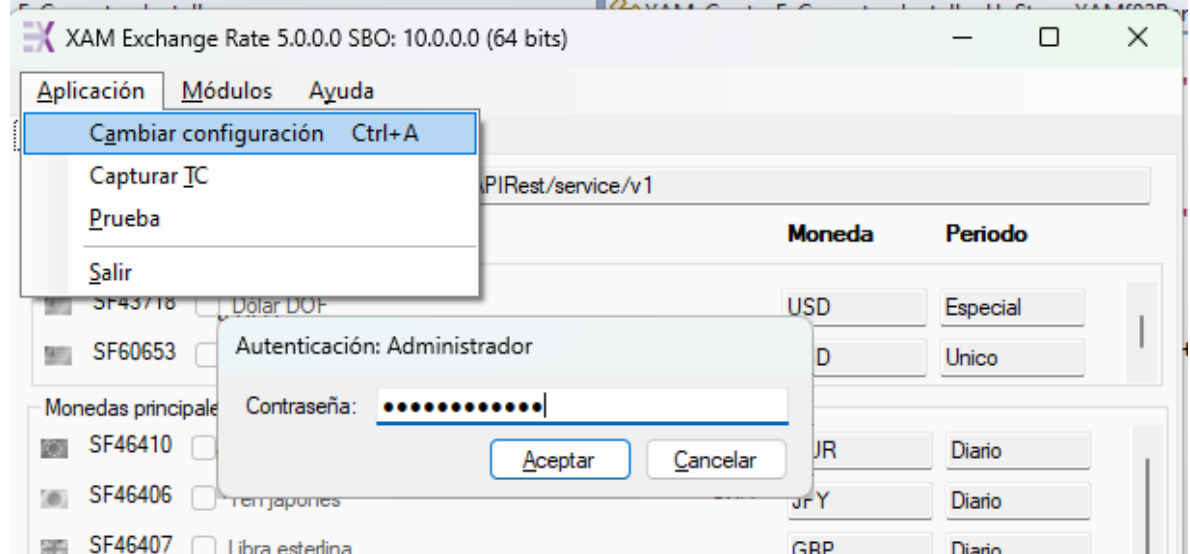 XAM Exchange Rate 5.0.0.0 SBO: 10.0.0.0 (64 bits)
Aplicación Módulos Ayuda
Cambiar configuración Ctrl+A
Capturar TC
Prueba
Salir
APIRest/service/v1
Moneda Periodo
SF43718 Dólar DOF USD Especial
SF60653 Unico
Autenticación: Administrador
Contraseña: ••••••••••••
Aceptar Cancelar
Monedas principale
SF46410 Diario
SF46406 Yen japonés JPY Diario
SF46407 Libra esterlina GBP Diario